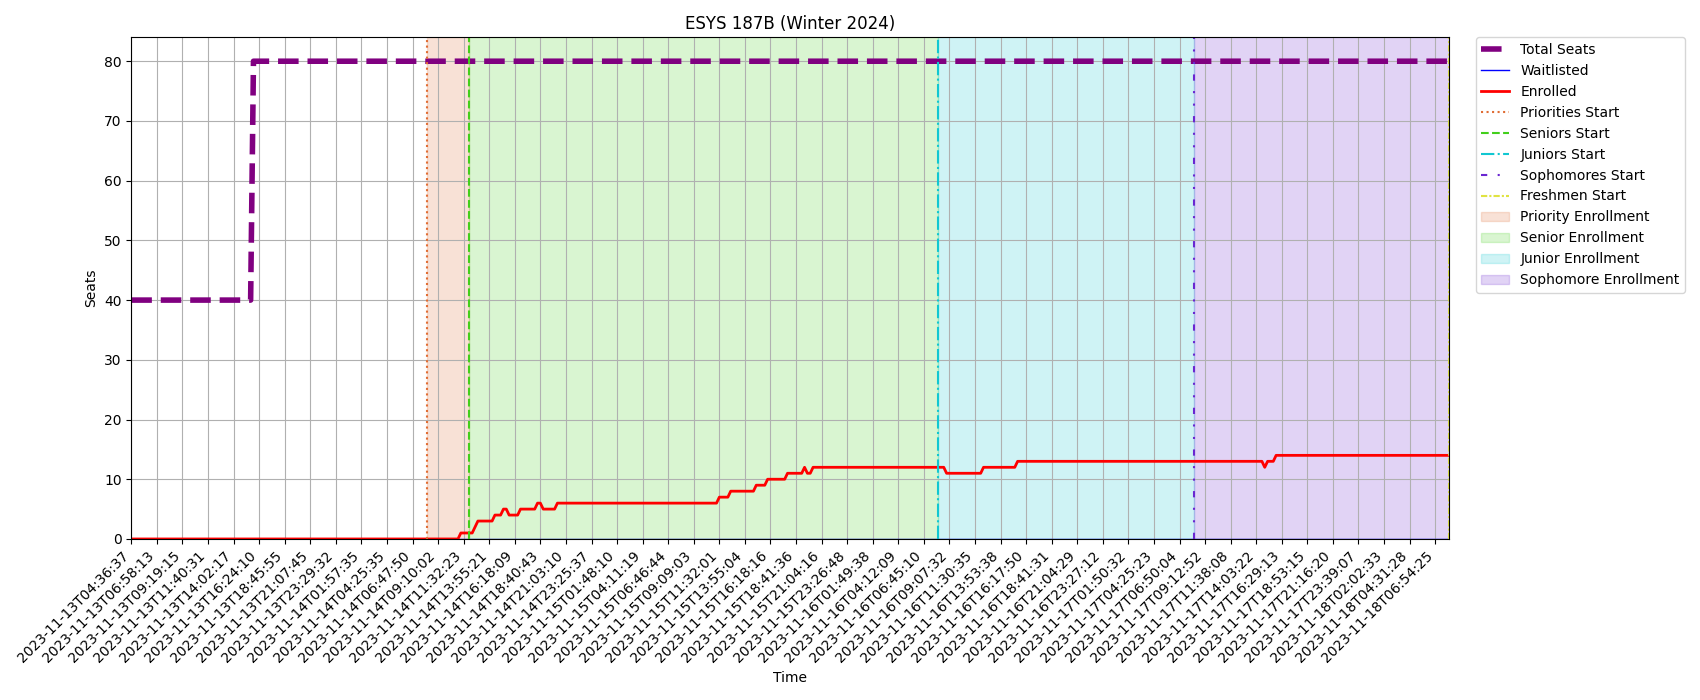 ESYS 187B (Winter 2024)
Total Seats
Waitlisted
Enrolled
Priorities Start
Seniors Start
Juniors Start
Sophomores Start
Freshmen Start
Priority Enrollment
Senior Enrollment
Junior Enrollment
Sophomore Enrollment
80
70
60
50
40
30
20
10
0
Seats
2023-11-13T04:36:37
2023-11-13T06:58:13
2023-11-13T09:19:15
2023-11-13T11:40:31
2023-11-13T14:02:17
2023-11-13T16:24:10
2023-11-13T18:45:55
2023-11-13T21:07:45
2023-11-13T23:29:32
2023-11-14T01:57:35
2023-11-14T04:25:35
2023-11-14T06:47:50
2023-11-14T09:10:02
2023-11-14T11:32:23
2023-11-14T13:55:21
2023-11-14T16:18:09
2023-11-14T18:40:43
2023-11-14T21:03:10
2023-11-14T23:25:37
2023-11-15T01:48:10
2023-11-15T04:11:19
2023-11-15T06:46:44
2023-11-15T09:09:03
2023-11-15T11:32:01
2023-11-15T13:55:04
2023-11-15T16:18:16
2023-11-15T18:41:36
2023-11-15T21:04:16
2023-11-15T23:26:48
2023-11-16T01:49:38
2023-11-16T04:12:09
2023-11-16T06:45:10
2023-11-16T09:07:32
2023-11-16T11:30:35
2023-11-16T13:53:38
2023-11-16T16:17:50
2023-11-16T18:41:31
2023-11-16T21:04:29
2023-11-16T23:27:12
2023-11-17T01:50:32
2023-11-17T04:25:23
2023-11-17T06:50:04
2023-11-17T09:12:52
2023-11-17T11:38:08
2023-11-17T14:03:22
2023-11-17T16:29:13
2023-11-17T18:53:15
2023-11-17T21:16:20
2023-11-17T23:39:07
2023-11-18T02:02:33
2023-11-18T04:31:28
2023-11-18T06:54:25
Time